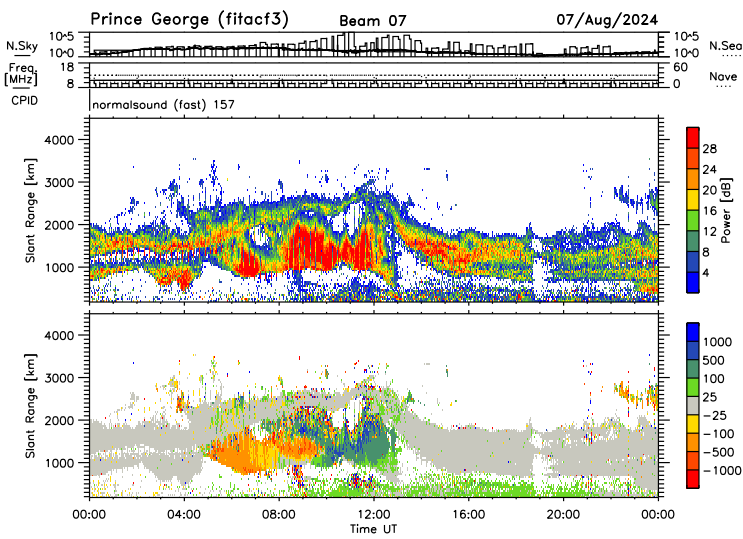 Prince George (fitacf3) Beam 07 07/Aug/2024
N.Sky 10^5 10^0 10^5 10^0 N.Sea
Freq. [MHz] 18 8 60 0 Nave
CPID normalsound (fast) 157
Slant Range [km] 4000 3000 2000 1000
28 24 20 16 12 8 4 Power [dB]
Slant Range [km] 4000 3000 2000 1000
1000 500 100 25 -25 -100 -500 -1000
00:00 04:00 08:00 12:00 16:00 20:00 00:00
Time UT